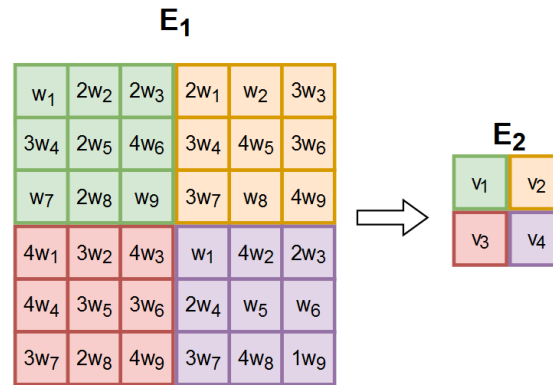 E₁
w₁ 2w₂ 2w₃ 2w₁ w₂ 3w₃
3w₄ 2w₅ 4w₆ 3w₄ 4w₅ 3w₆
w₇ 2w₈ w₉ 3w₇ w₈ 4w₉
4w₁ 3w₂ 4w₃ w₁ 4w₂ 2w₃
4w₄ 3w₅ 3w₆ 2w₄ w₅ w₆
3w₇ 2w₈ 4w₉ 3w₇ 4w₈ 1w₉
E₂
v₁ v₂
v₃ v₄